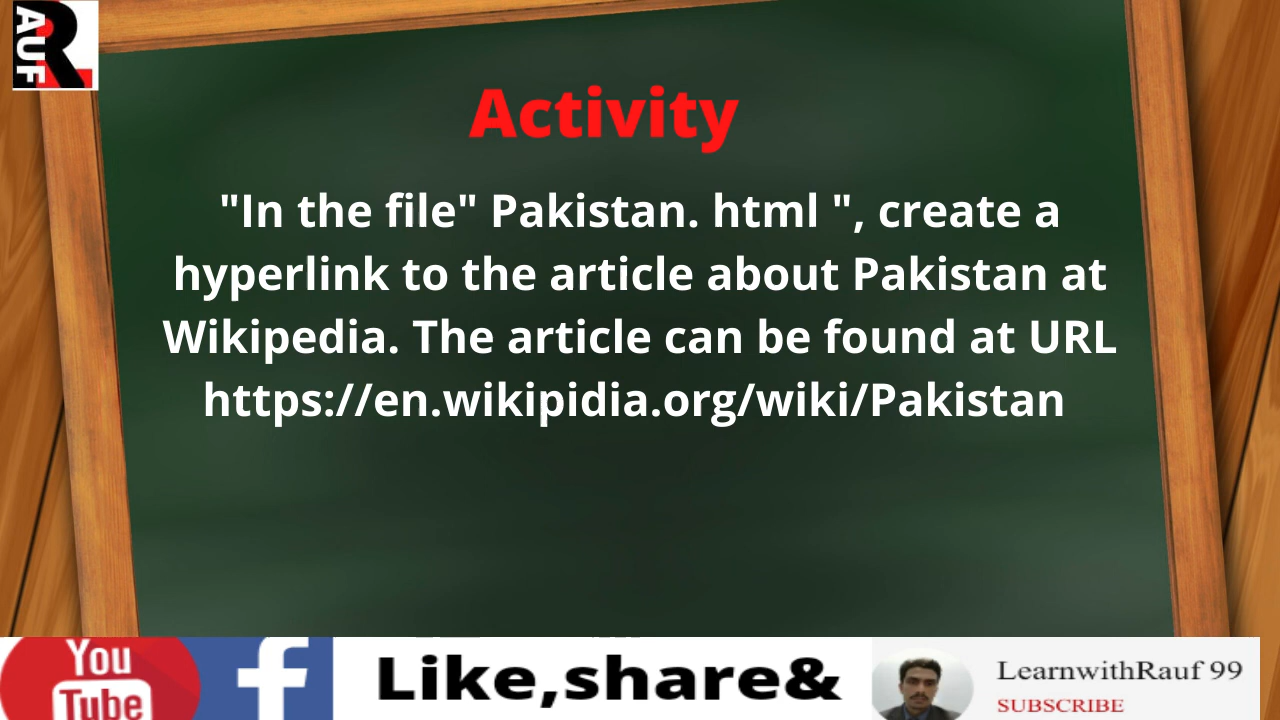 RAUF
Activity
"In the file" Pakistan. html ", create a
hyperlink to the article about Pakistan at
Wikipedia. The article can be found at URL
https://en.wikipidia.org/wiki/Pakistan
You
Tube
f
Like,share&
LearnwithRauf 99
SUBSCRIBE